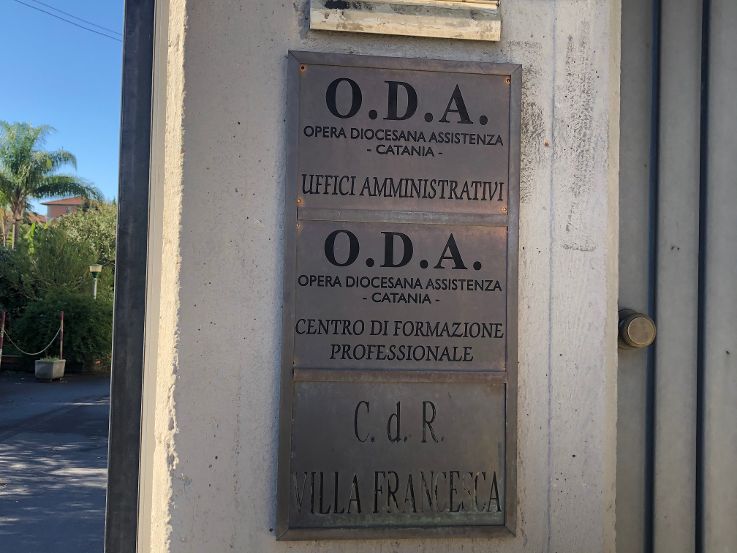 O.D.A.
OPERA DIOCESANA ASSISTENZA
- CATANIA -
UFFICI AMMINISTRATIVI
O.D.A.
OPERA DIOCESANA ASSISTENZA
- CATANIA -
CENTRO DI FORMAZIONE
PROFESSIONALE
C. d. R.
VILLA FRANCESCA